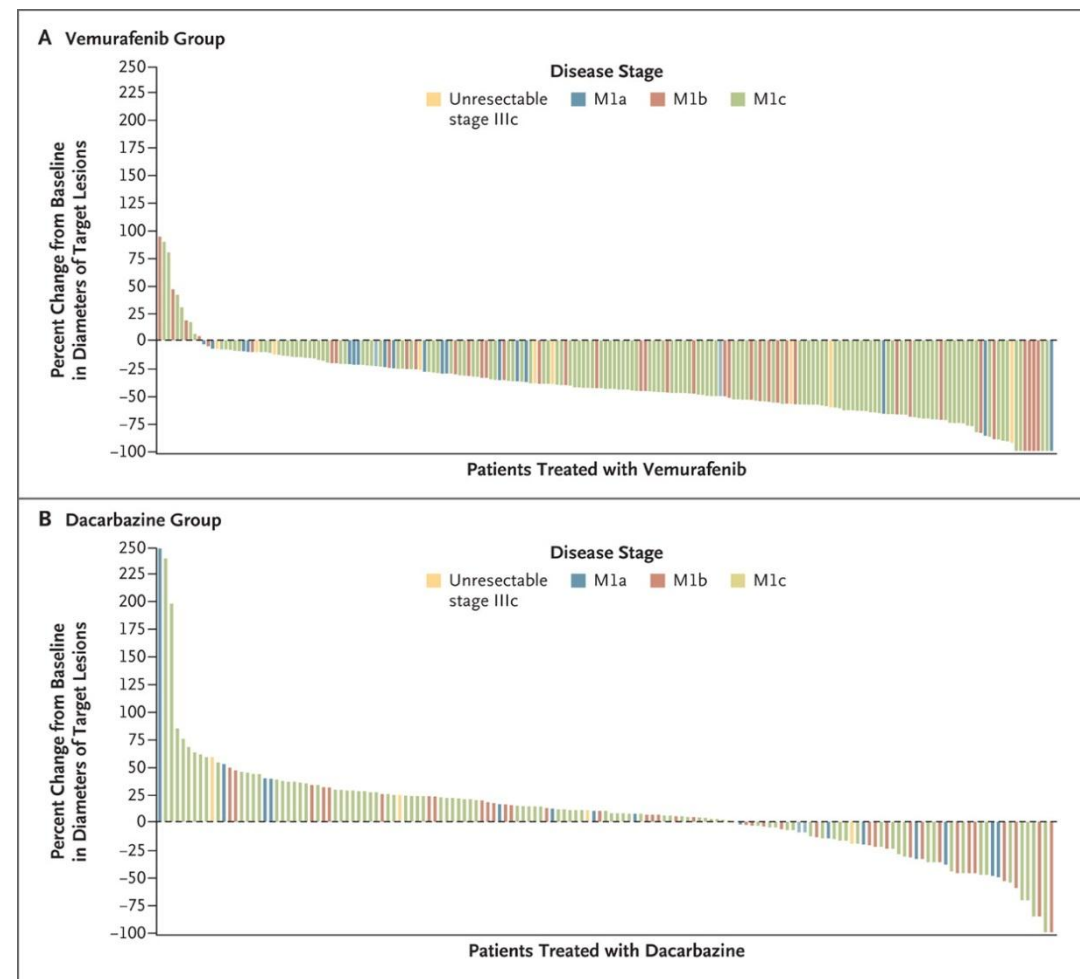 A Vemurafenib Group
Disease Stage
Unresectable stage IIIc
M1a
M1b
M1c
Percent Change from Baseline
in Diameters of Target Lesions
250
225
200
175
150
125
100
75
50
25
0
−25
−50
−75
−100
Patients Treated with Vemurafenib
B Dacarbazine Group
Disease Stage
Unresectable stage IIIc
M1a
M1b
M1c
Percent Change from Baseline
in Diameters of Target Lesions
250
225
200
175
150
125
100
75
50
25
0
−25
−50
−75
−100
Patients Treated with Dacarbazine